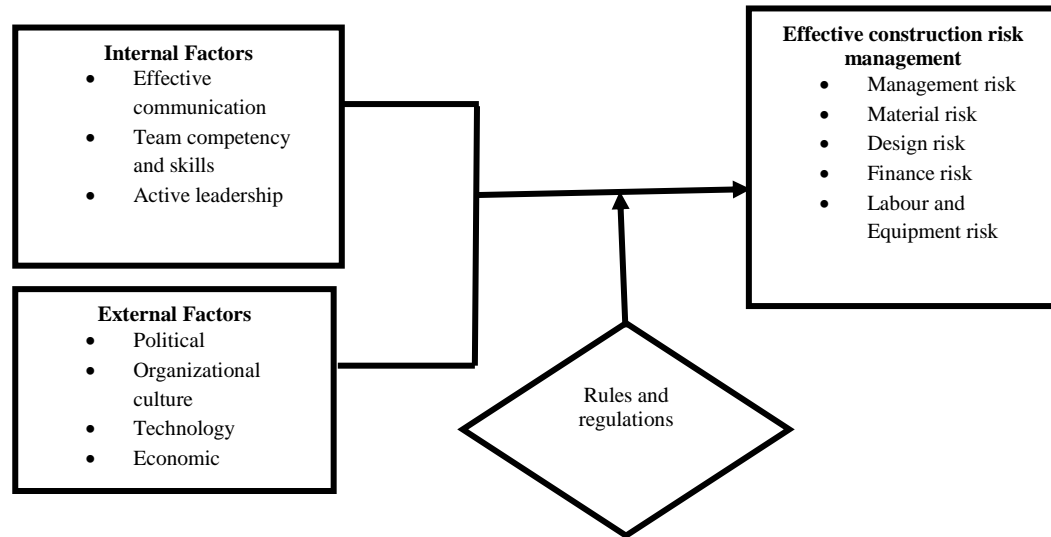 Internal Factors
• Effective
communication
• Team competency
and skills
• Active leadership
External Factors
• Political
• Organizational
culture
• Technology
• Economic
Rules and
regulations
Effective construction risk
management
• Management risk
• Material risk
• Design risk
• Finance risk
• Labour and
Equipment risk